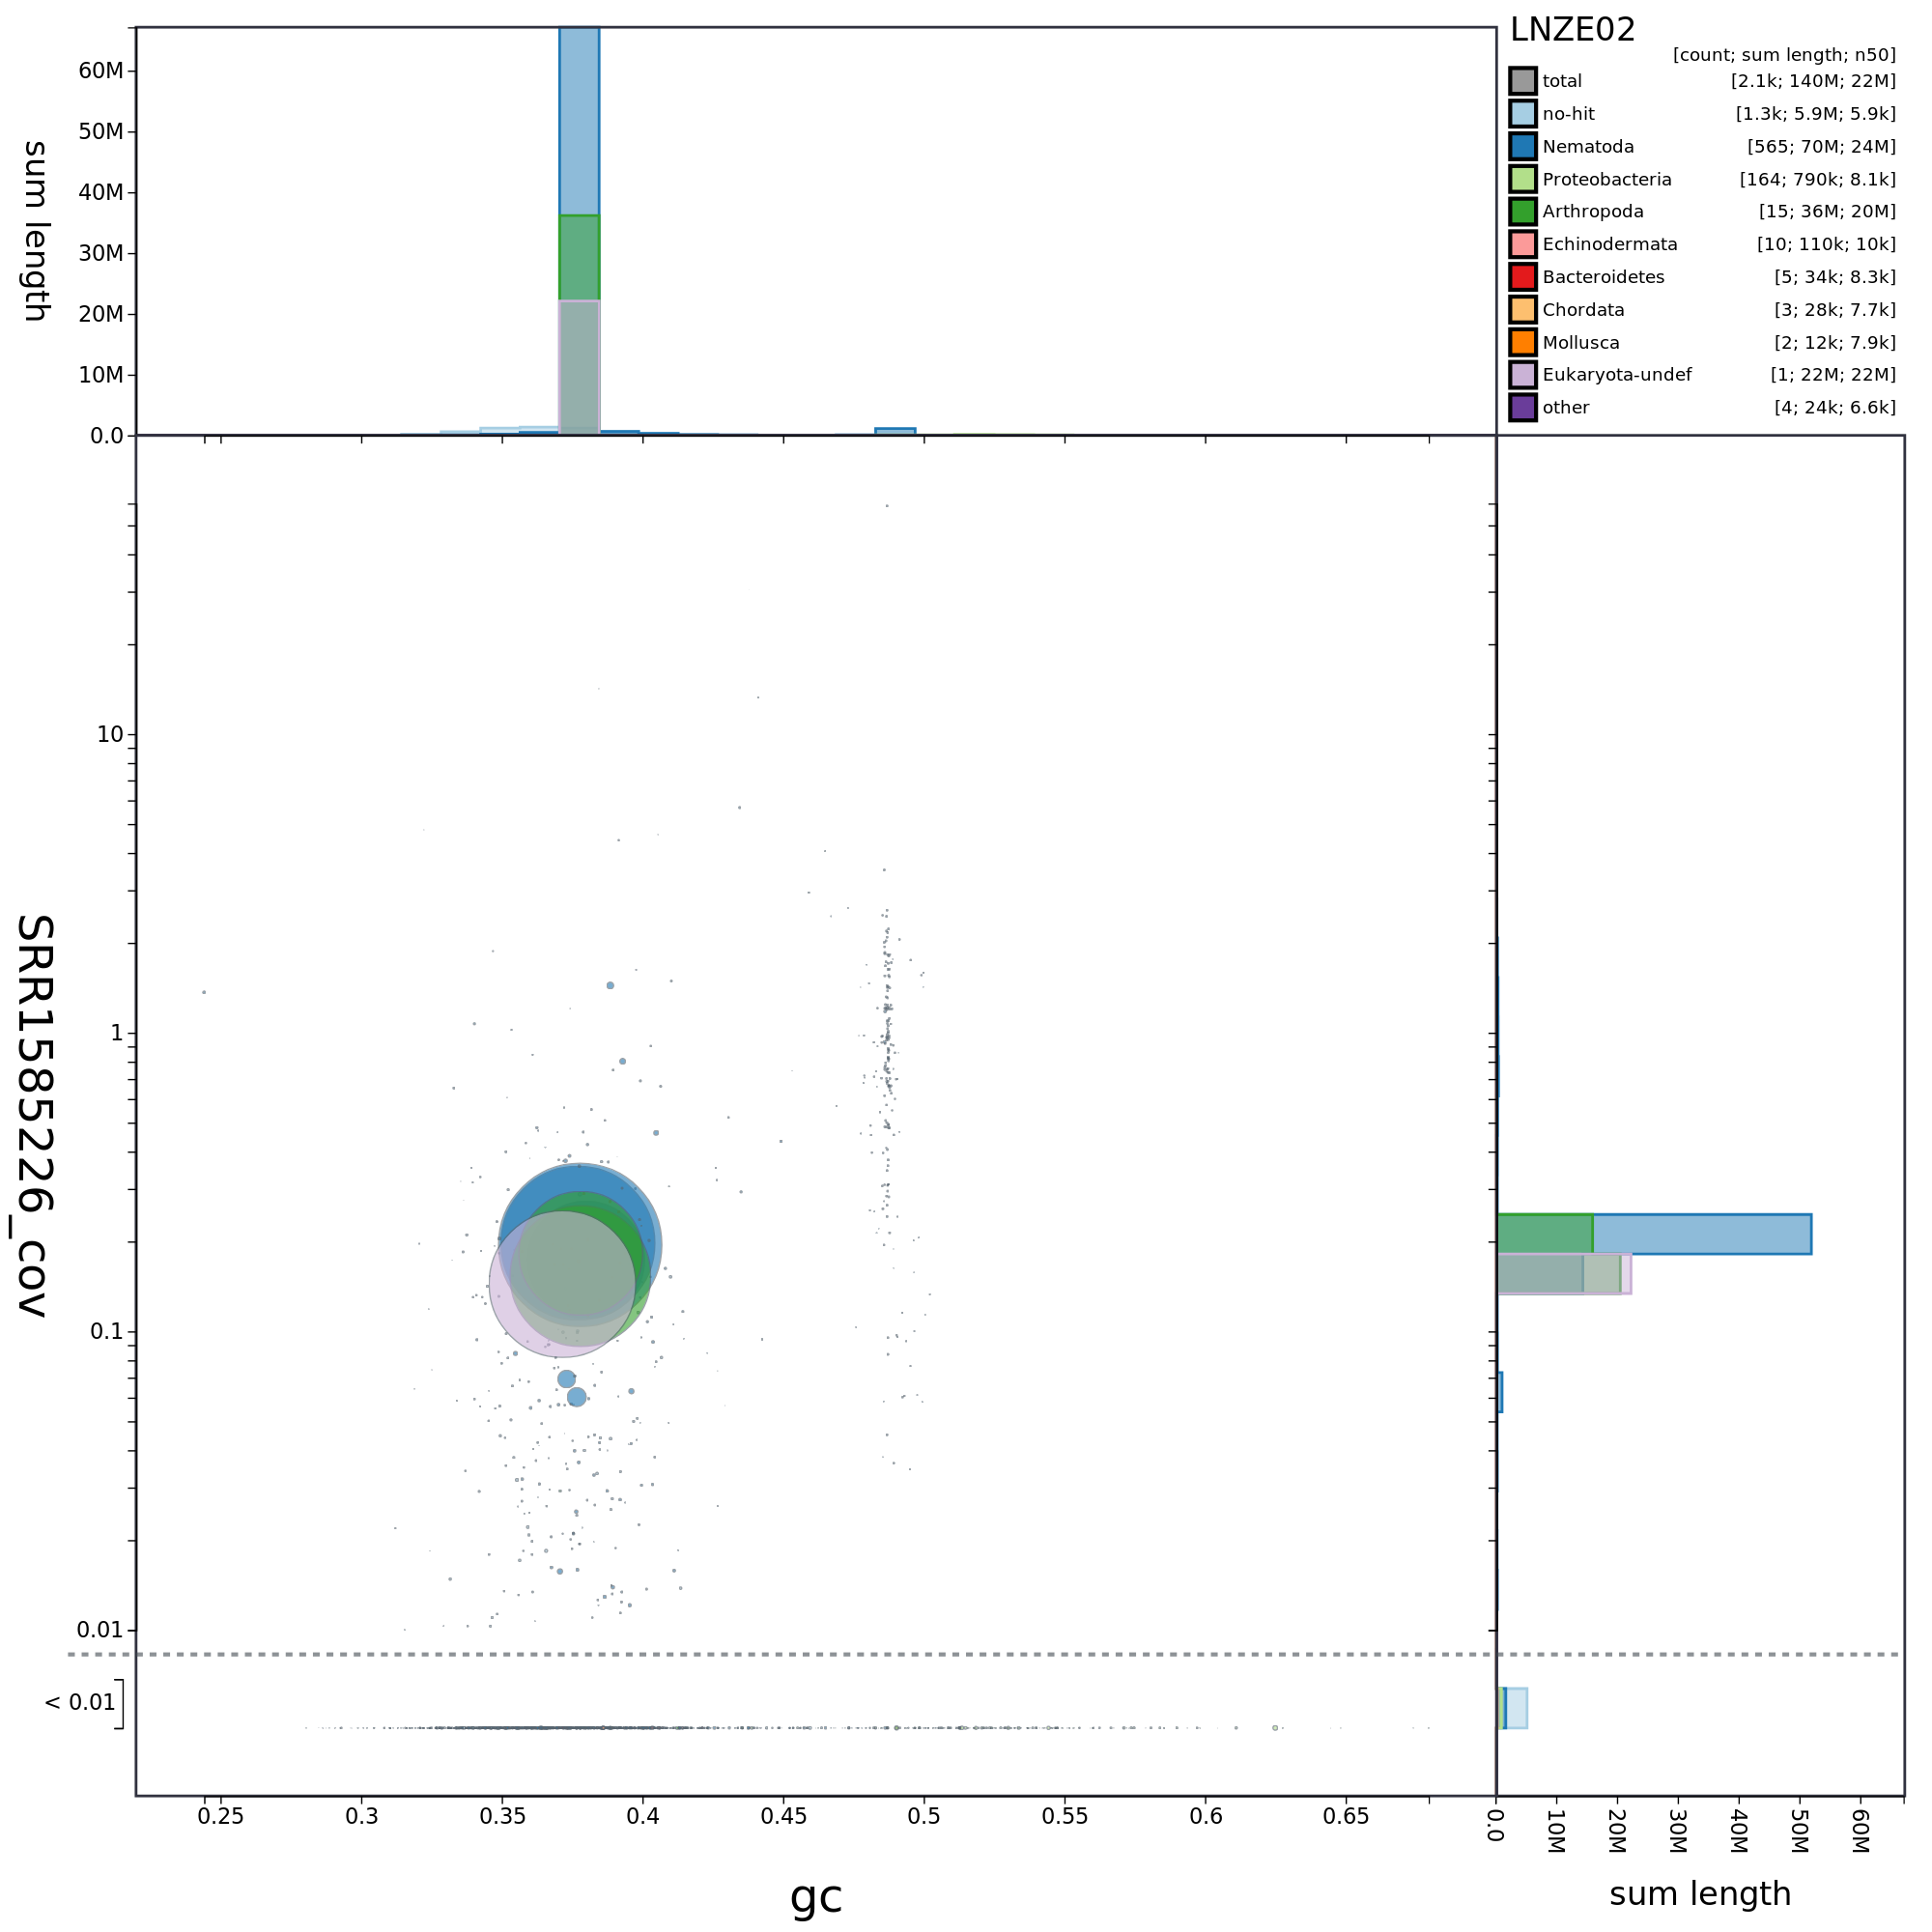 LNZE02
[count; sum length; n50]
total [2.1k; 140M; 22M]
no-hit [1.3k; 5.9M; 5.9k]
Nematoda [565; 70M; 24M]
Proteobacteria [164; 790k; 8.1k]
Arthropoda [15; 36M; 20M]
Echinodermata [10; 110k; 10k]
Bacteroidetes [5; 34k; 8.3k]
Chordata [3; 28k; 7.7k]
Mollusca [2; 12k; 7.9k]
Eukaryota-undef [1; 22M; 22M]
other [4; 24k; 6.6k]
sum length
60M
50M
40M
30M
20M
10M
0.0
SRR1585226_cov
10
1
0.1
0.01
< 0.01
0.25 0.3 0.35 0.4 0.45 0.5 0.55 0.6 0.65
gc
0.0 10M 20M 30M 40M 50M 60M
sum length